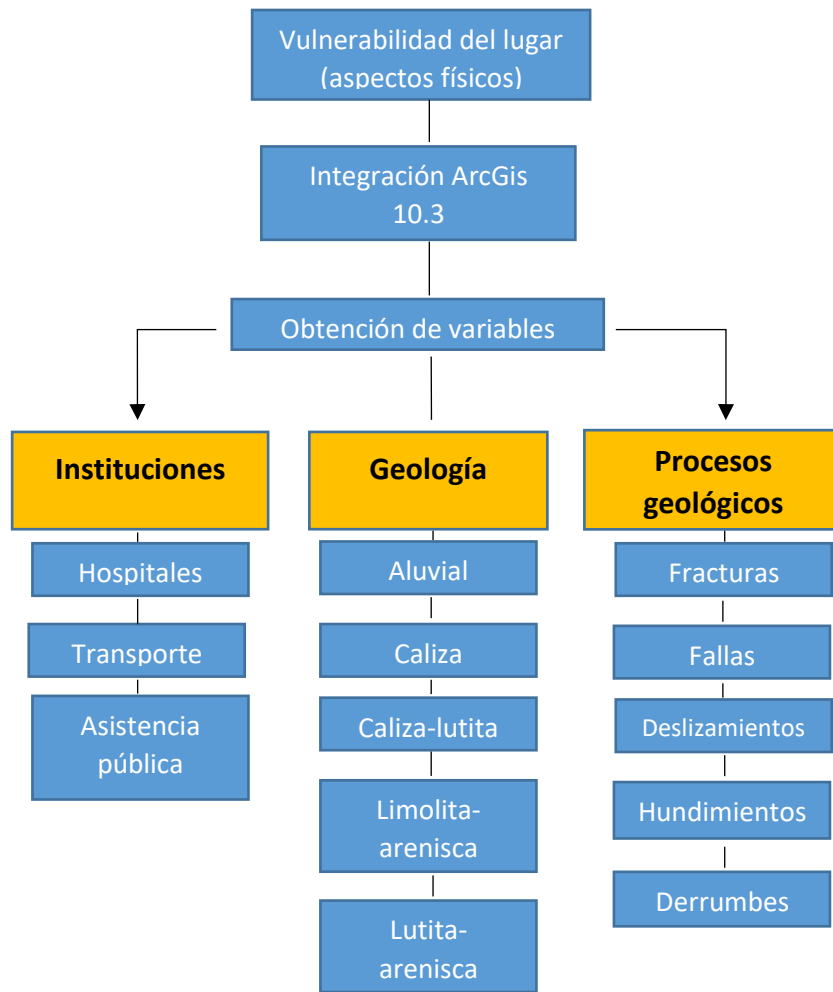 Vulnerabilidad del lugar
(aspectos físicos)
Integración ArcGis
10.3
Obtención de variables
Instituciones
Hospitales
Transporte
Asistencia
pública
Geología
Aluvial
Caliza
Caliza-lutita
Limolita-
arenisca
Lutita-
arenisca
Procesos
geológicos
Fracturas
Fallas
Deslizamientos
Hundimientos
Derrumbes